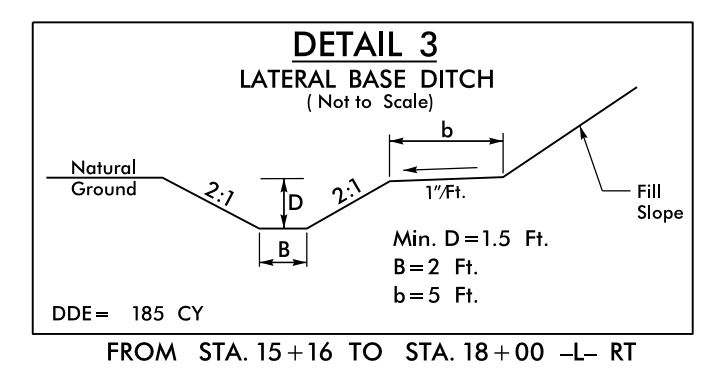 DETAIL 3
LATERAL BASE DITCH
( Not to Scale)
b
Natural
Ground
2:1
D
2:1
1"/Ft.
Fill
Slope
B
Min. D=1.5 Ft.
B=2 Ft.
b=5 Ft.
DDE= 185 CY
FROM STA. 15+16 TO STA. 18+00 -L- RT